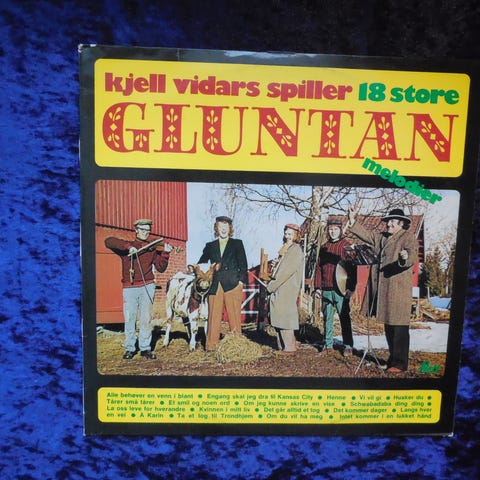 kjell vidars spiller 18 store
GLUNTAN
melodier
Alle behøver en venn i blant ● Engang skal jeg dra til Kansas City ● Henne ● Vi vil gi ● Husker du ●
Tårer små tårer ● Et smil og noen ord ● Om jeg kunne skrive en vise ● Schwabadaba ding ding ●
La oss leve for hverandre ● Kvinnen i mitt liv ● Det går alltid et tog ● Det kommer dager ● Langs hver
en vei ● Å Karin ● Ta et tog til Trondhjem ● Om du vil ha meg ● Intet kommer i en lukket hånd